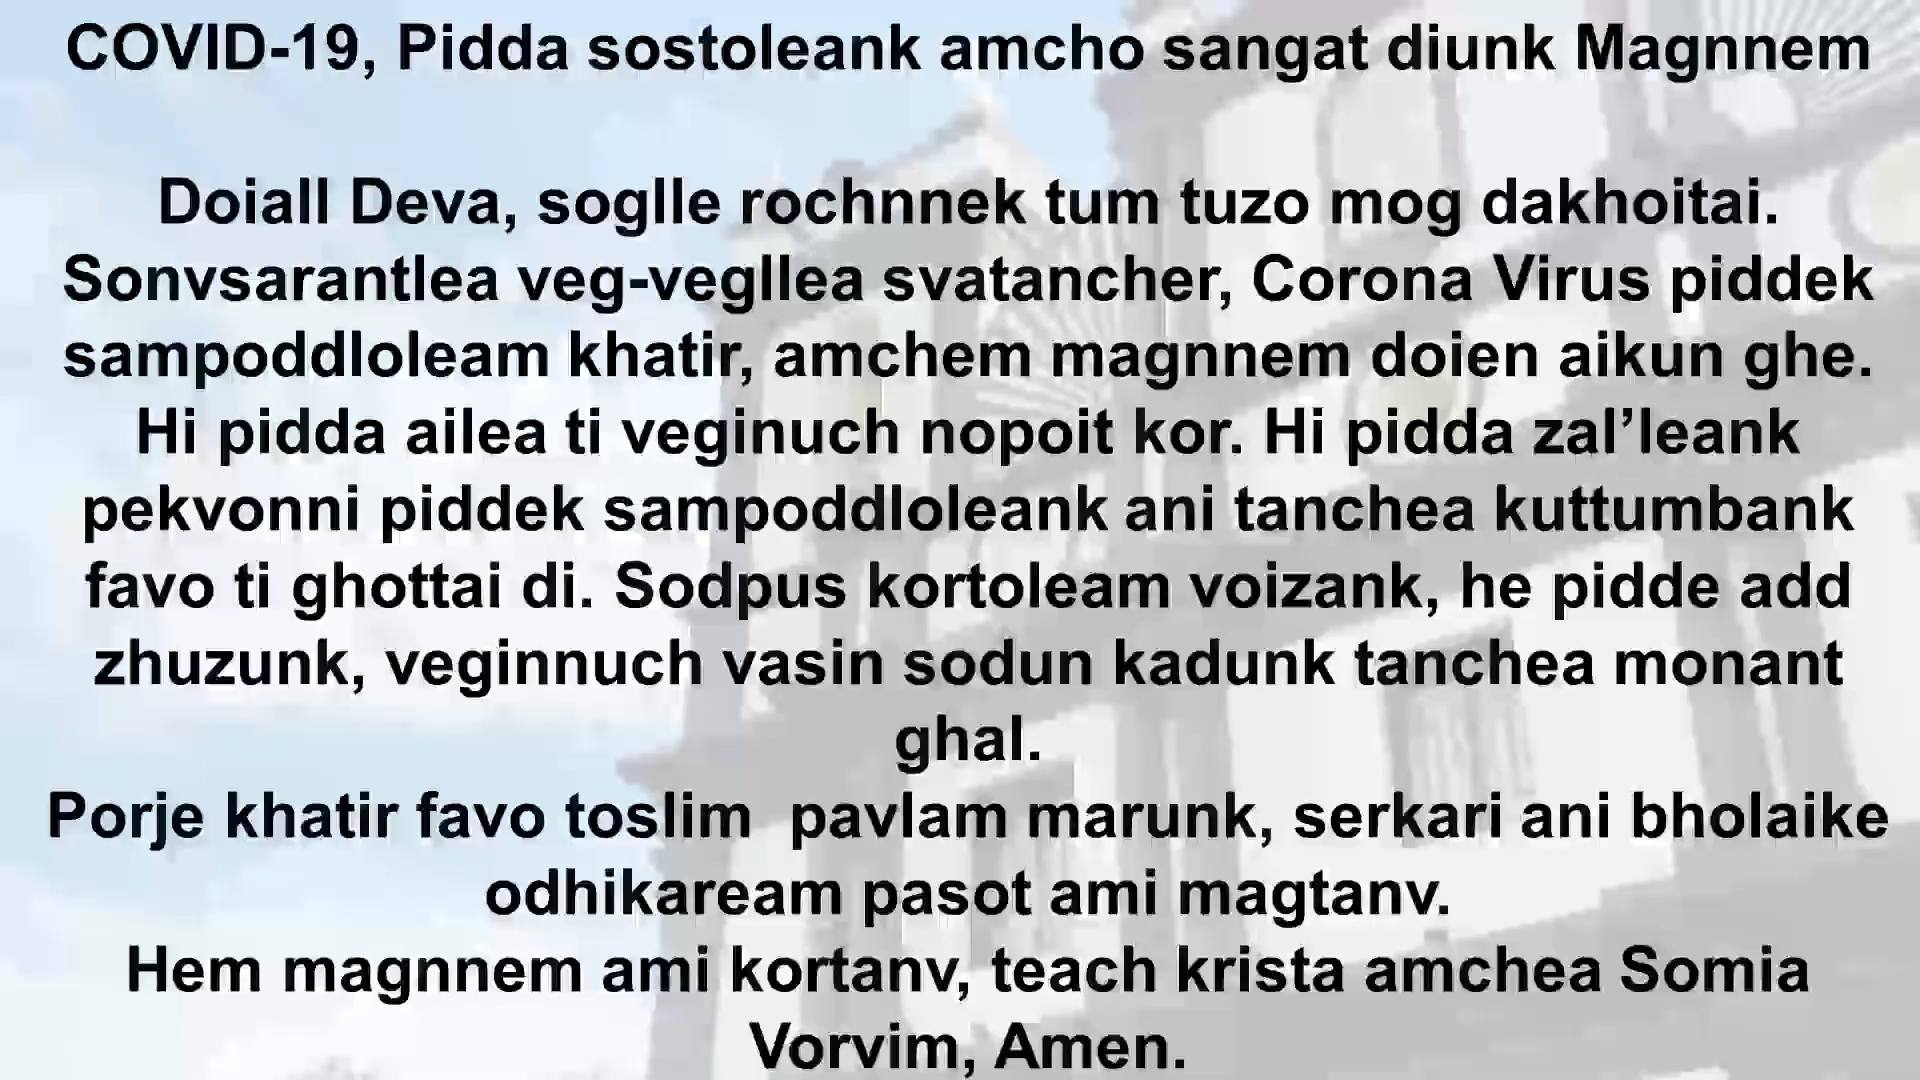 COVID-19, Pidda sostoleank amcho sangat diunk Magnnem
Doiall Deva, soglle rochnnek tum tuzo mog dakhoitai.
Sonvsarantlea veg-vegllea svatancher, Corona Virus piddek
sampoddloleam khatir, amchem magnnem doien aikun ghe.
Hi pidda ailea ti veginuch nopoit kor. Hi pidda zal’leank
pekvonni piddek sampoddloleank ani tanchea kuttumbank
favo ti ghottai di. Sodpus kortoleam voizank, he pidde add
zhuzunk, veginnuch vasin sodun kadunk tanchea monant
ghal.
Porje khatir favo toslim  pavlam marunk, serkari ani bholaike
odhikaream pasot ami magtanv.
Hem magnnem ami kortanv, teach krista amchea Somia
Vorvim, Amen.